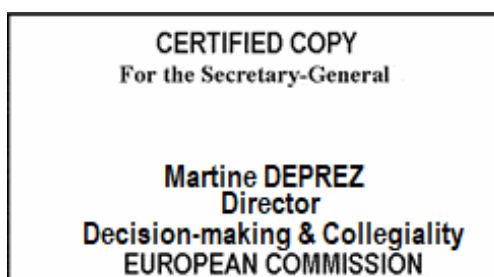 CERTIFIED COPY
For the Secretary-General
Martine DEPREZ
Director
Decision-making & Collegiality
EUROPEAN COMMISSION